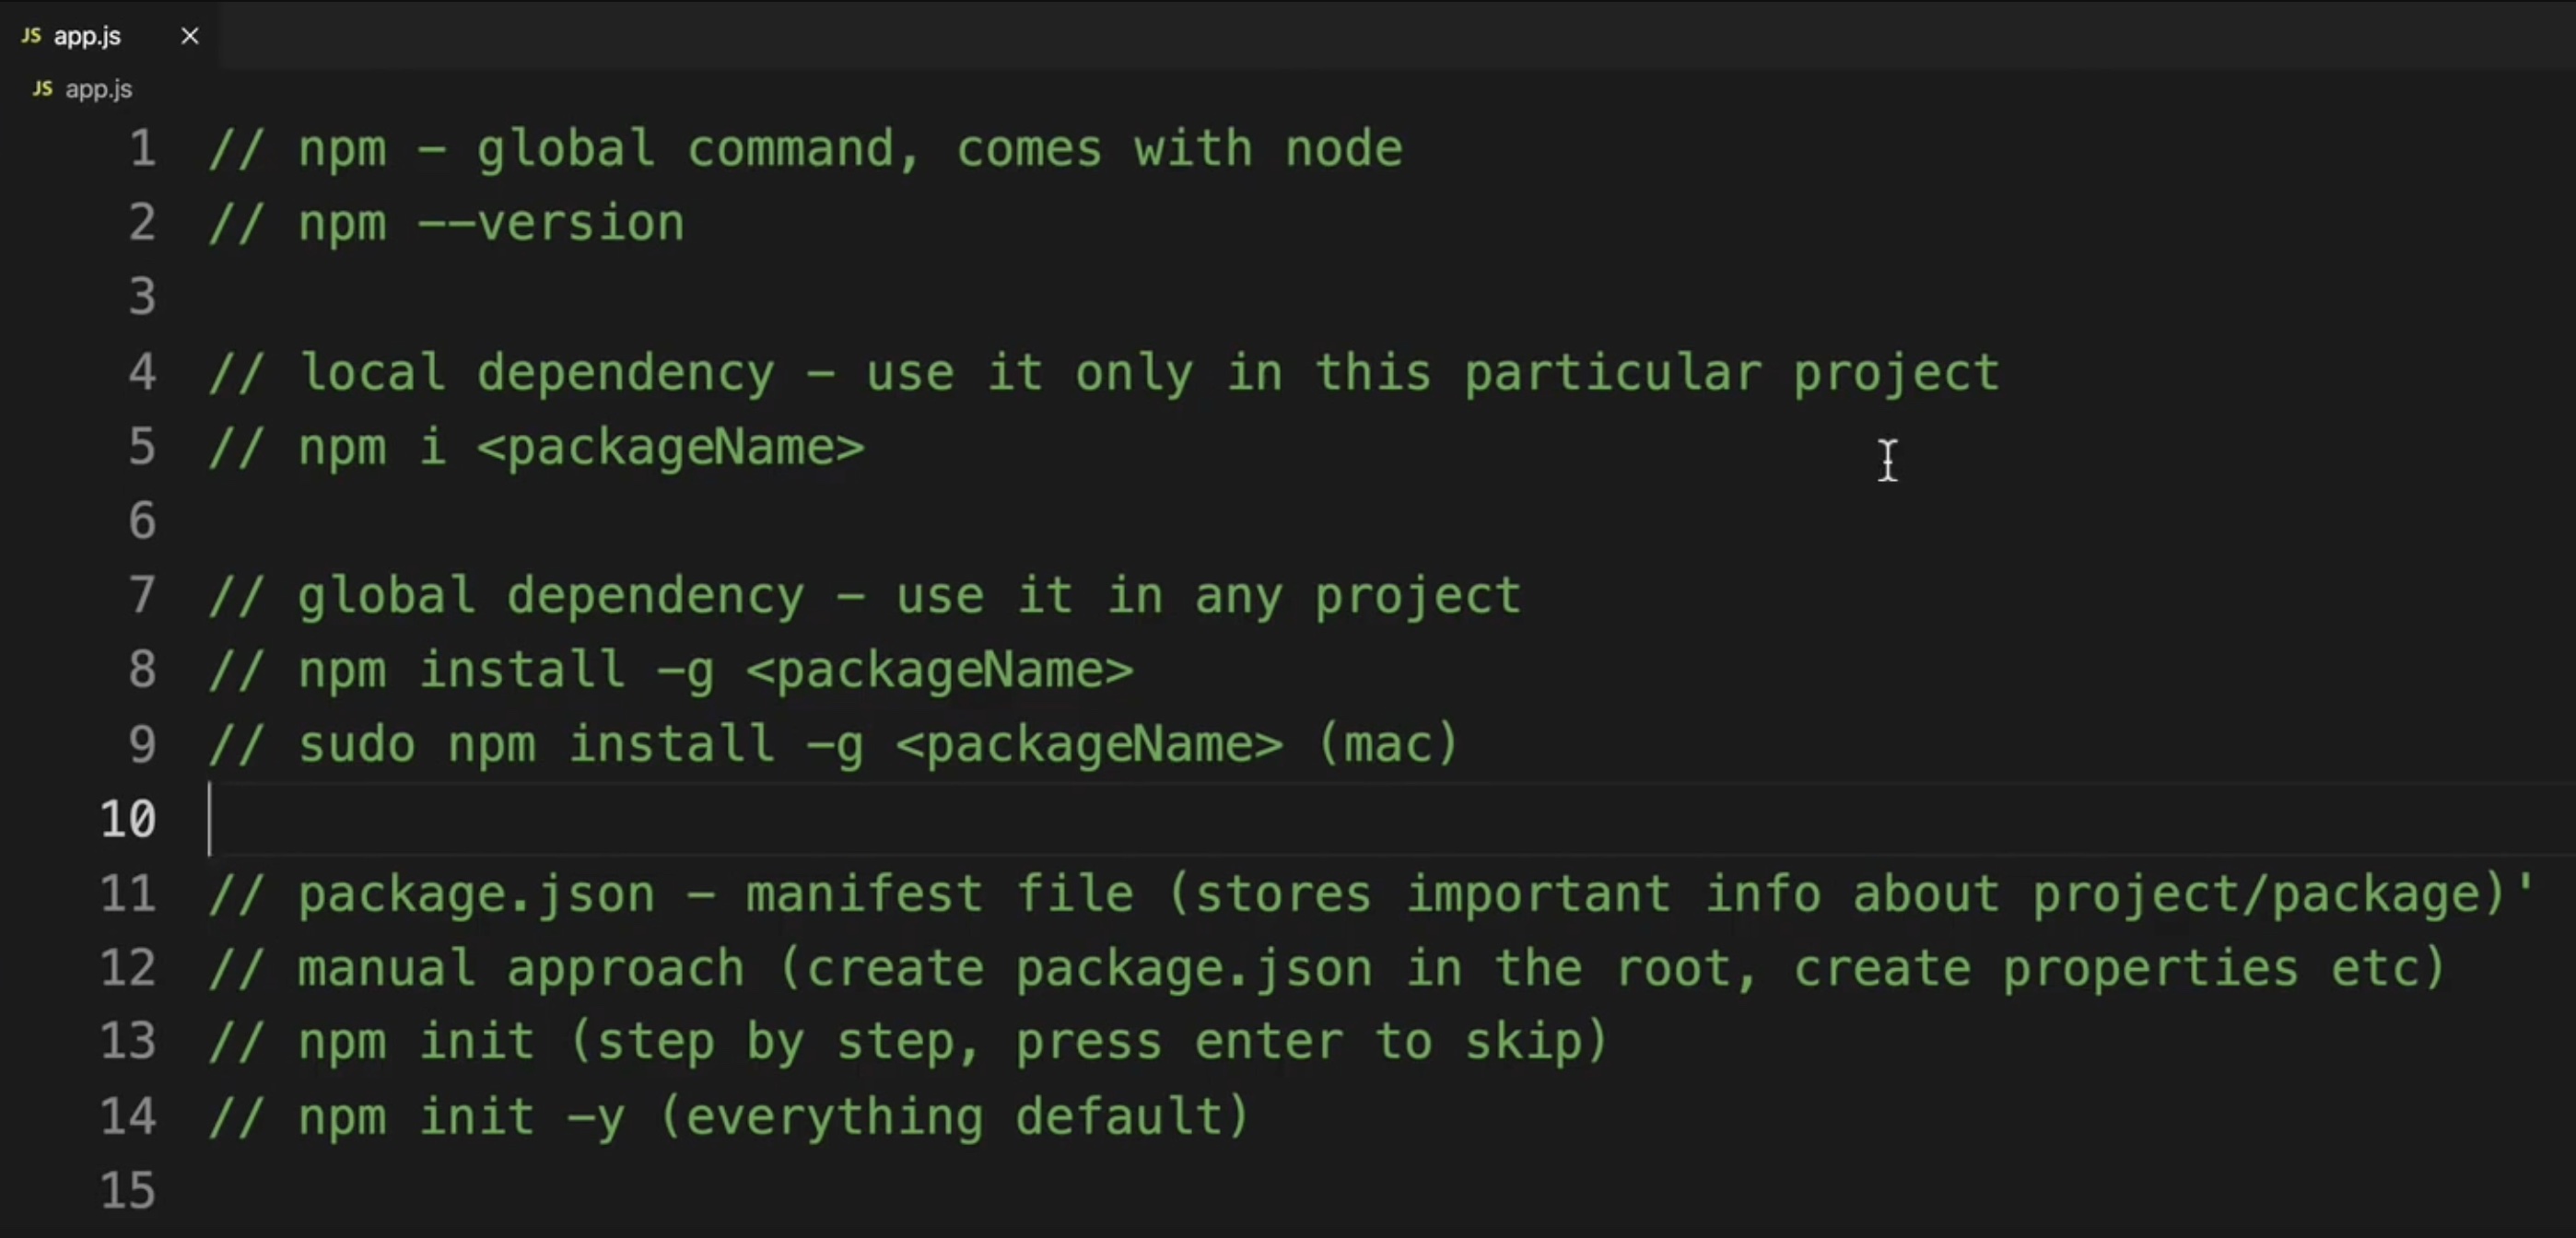 JS app.js ×
JS app.js
1 // npm - global command, comes with node
2 // npm --version
3
4 // local dependency - use it only in this particular project
5 // npm i <packageName>
6
7 // global dependency - use it in any project
8 // npm install -g <packageName>
9 // sudo npm install -g <packageName> (mac)
10
11 // package.json - manifest file (stores important info about project/package)'
12 // manual approach (create package.json in the root, create properties etc)
13 // npm init (step by step, press enter to skip)
14 // npm init -y (everything default)
15